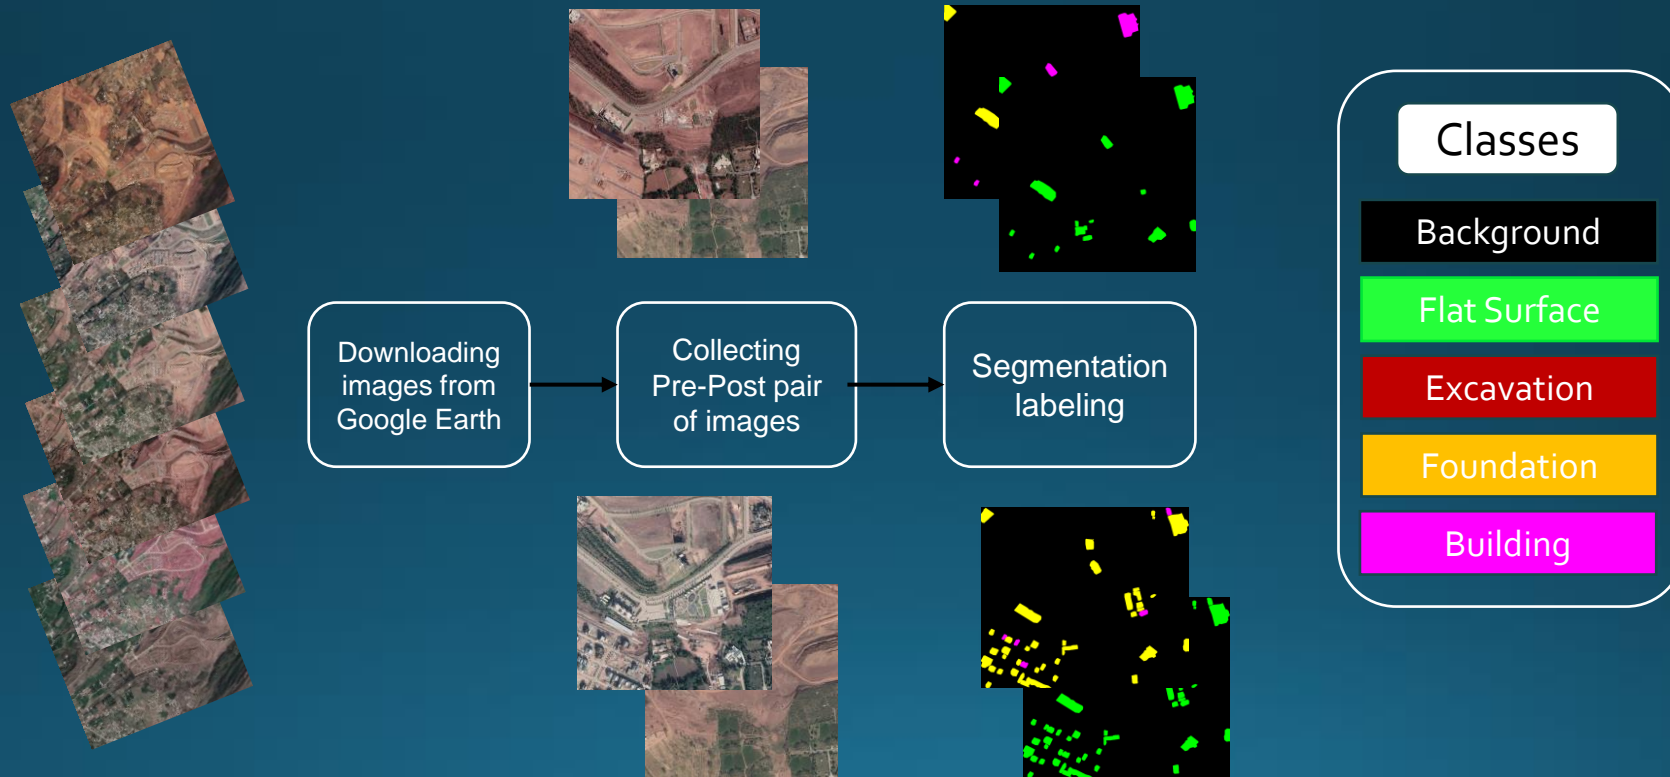 Downloading
images from
Google Earth
Collecting
Pre-Post pair
of images
Segmentation
labeling
Classes
Background
Flat Surface
Excavation
Foundation
Building